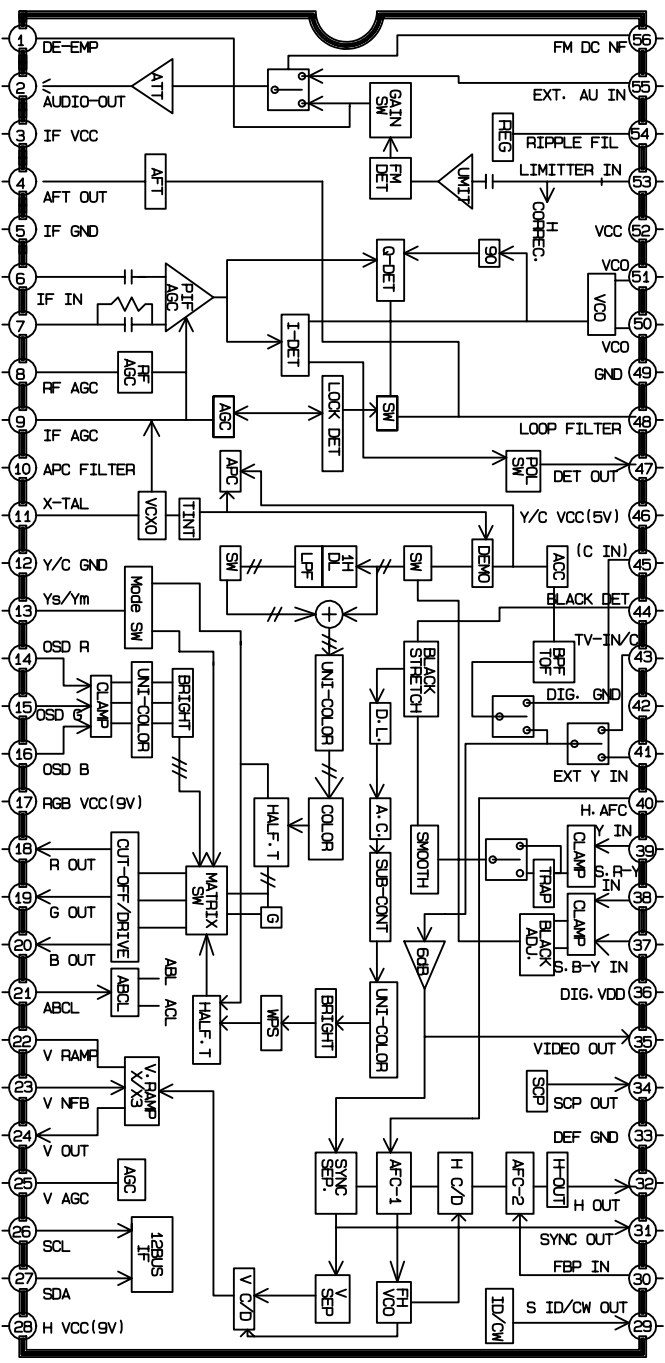 1 DE-EMP
2 AUDIO-OUT
3 IF VCC
4 AFT OUT
5 IF GND
6
IF IN
7
8 RF AGC
9 IF AGC
10 APC FILTER
11 X-TAL
12 Y/C GND
13 Ys/Ym
14 OSD R
15 OSD G
16 OSD B
17 RGB VCC(9V)
18 R OUT
19 G OUT
20 B OUT
21 ABCL
22 V RAMP
23 V NFB
24 V OUT
25 V AGC
26 SCL
27 SDA
28 H VCC(9V)
56 FM DC NF
55 EXT. AU IN
54 RIPPLE FIL
53 LIMITTER IN
52 VCC
51 VCO
50 VCO
49 GND
48 LOOP FILTER
47 DET OUT
46 Y/C VCC(5V)
45 (C IN)
44 BLACK DET
43 TV-IN/C
42 DIG. GND
41 EXT Y IN
40 H.AFC
39 Y IN
38 S.R-Y IN
37 S.B-Y IN
36 DIG.VDD
35 VIDEO OUT
34 SCP OUT
33 DEF GND
32 H OUT
31 SYNC OUT
30 FBP IN
29 S ID/CW OUT
ATT
GAIN SW
REG
AFT
FM DET
LIMIT
H CORREC.
PIF AGC
Q-DET
90
VCO
I-DET
RF AGC
AGC
LOCK DET
SW
POL SW
APC
VCXO
TINT
SW
LPF
1H DL
SW
DEMO
ACC
Mode SW
+
BPF TOF
CLAMP
UNI-COLOR
BRIGHT
UNI-COLOR
D.L.
BLACK STRETCH
HALF.T
COLOR
A.C.
SMOOTH
TRAP
CLAMP
CUT-OFF/DRIVE
MATRIX SW
G
SUB-CONT
BLACK ADJ.
CLAMP
6dB
ABCL
ABL
ACL
HALF.T
WPS
BRIGHT
UNI-COLOR
V.RAMP X/X3
SCP
AGC
SYNC SEP.
AFC-1
H C/D
AFC-2
H-OUT
12BUS IF
V C/D
V SEP
FH VCO
ID/CW